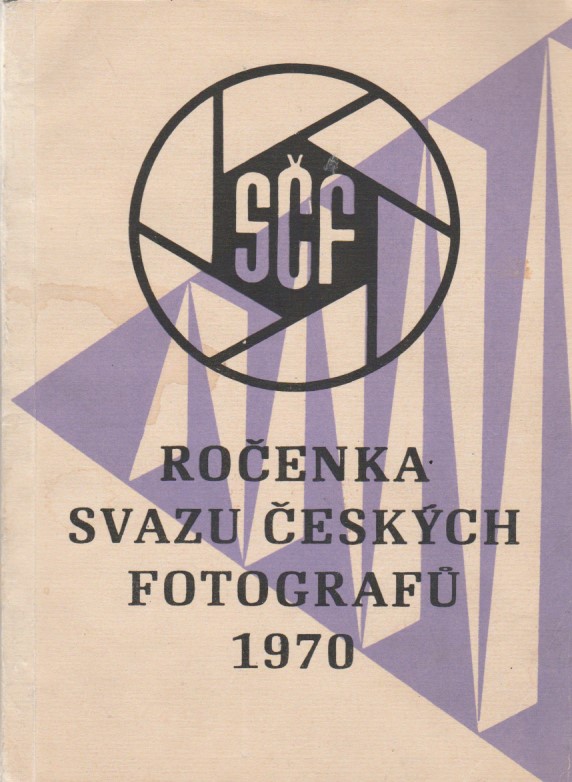 SČF
ROČENKA
SVAZU ČESKÝCH
FOTOGRAFŮ
1970